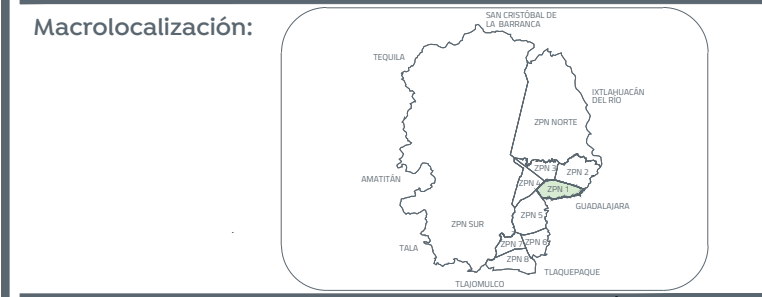 Macrolocalización:
SAN CRISTÓBAL DE
LA BARRANCA
TEQUILA
IXTLAHUACÁN
DEL RÍO
ZPN NORTE
ZPN 3
ZPN 2
AMATITÁN
ZPN 4
ZPN 1
GUADALAJARA
ZPN 5
ZPN SUR
TALA
ZPN 7
ZPN 6
ZPN 8
TLAQUEPAQUE
TLAJOMULCO